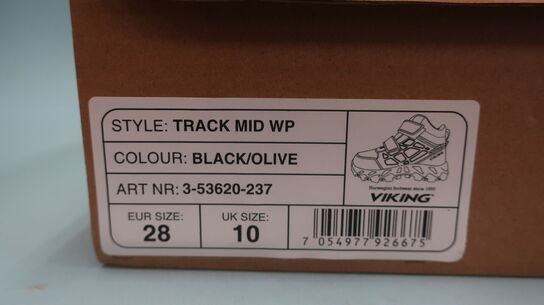 STYLE: TRACK MID WP
COLOUR: BLACK/OLIVE
ART NR: 3-53620-237
Norwegian footwear since 1920
VIKING
EUR SIZE:
28
UK SIZE:
10
7 054977 926675